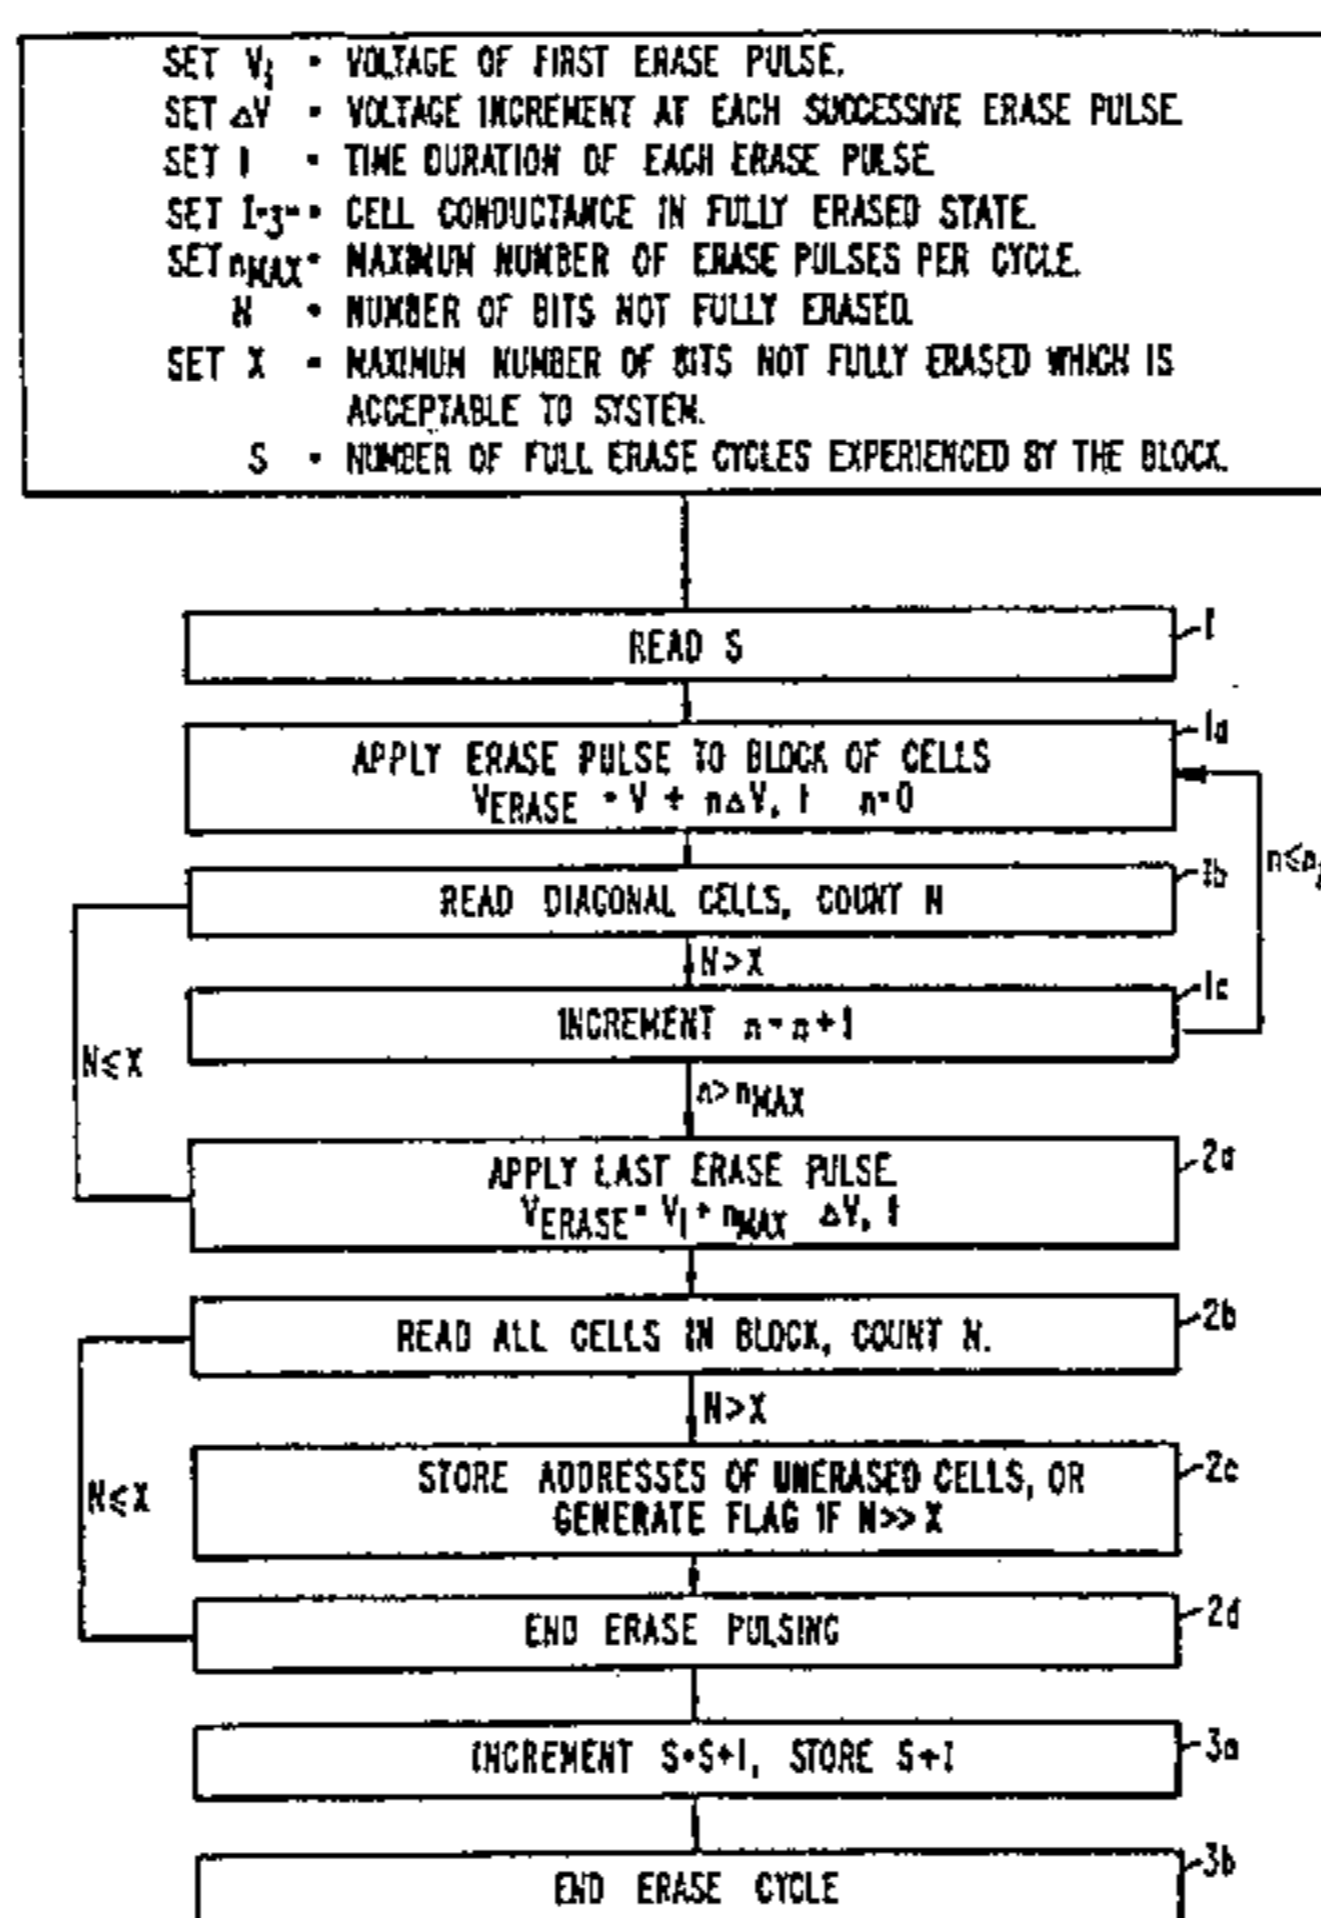 SET V₁ = VOLTAGE OF FIRST ERASE PULSE.
SET ΔV = VOLTAGE INCREMENT AT EACH SUCCESSIVE ERASE PULSE.
SET t = TIME DURATION OF EACH ERASE PULSE.
SET I"3" = CELL CONDUCTANCE IN FULLY ERASED STATE.
SET nMAX = MAXIMUM NUMBER OF ERASE PULSES PER CYCLE.
N = NUMBER OF BITS NOT FULLY ERASED.
SET X = MAXIMUM NUMBER OF BITS NOT FULLY ERASED WHICH IS
ACCEPTABLE TO SYSTEM.
S = NUMBER OF FULL ERASE CYCLES EXPERIENCED BY THE BLOCK.
READ S
1
APPLY ERASE PULSE TO BLOCK OF CELLS
VERASE = V + nΔV, t n=0
1a
READ DIAGONAL CELLS, COUNT N
1b
n≤n
N>X
INCREMENT n=n+1
1c
N≤X
n>nMAX
APPLY LAST ERASE PULSE
VERASE = V₁+nMAX ΔV, t
2a
READ ALL CELLS IN BLOCK, COUNT N.
2b
N>X
STORE ADDRESSES OF UNERASED CELLS, OR
GENERATE FLAG IF N>>X
2c
N≤X
END ERASE PULSING
2d
INCREMENT S=S+1, STORE S+1
3a
END ERASE CYCLE
3b